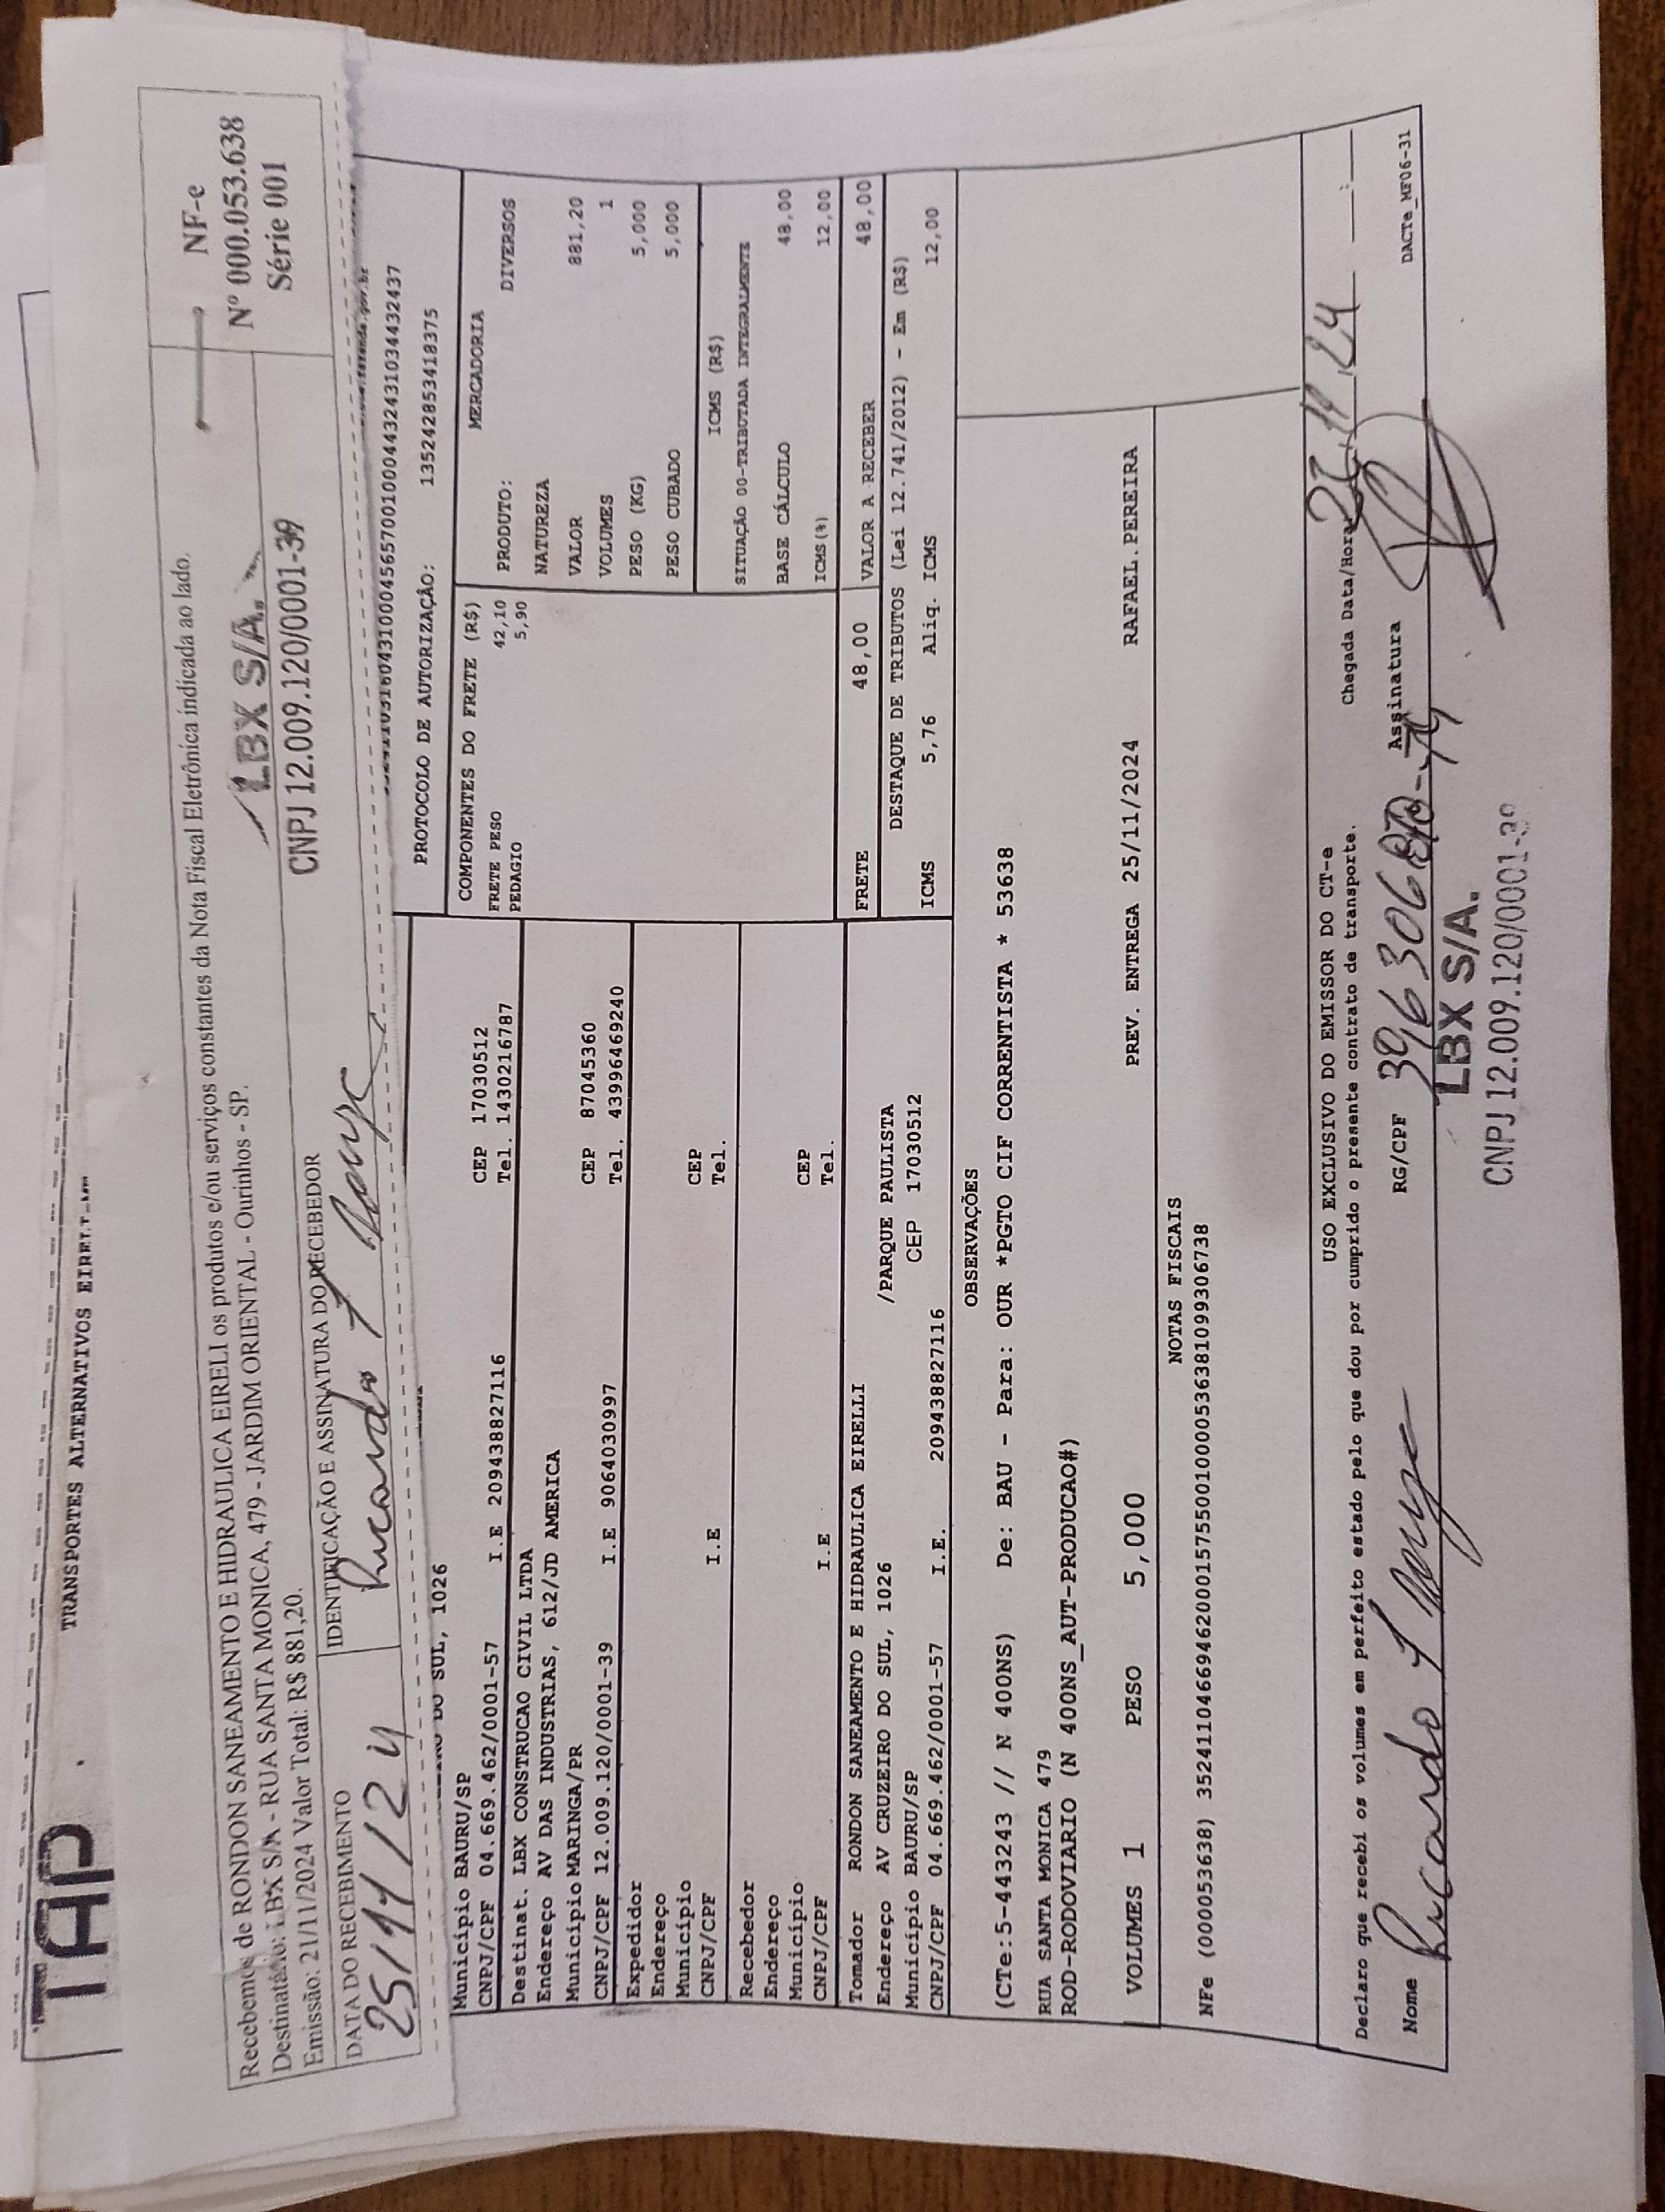 TAP
TRANSPORTES ALTERNATIVOS EIRELI
Recebemos de RONDON SANEAMENTO E HIDRAULICA EIRELI os produtos e/ou serviços constantes da Nota Fiscal Eletrônica indicada ao lado.
Destinatário: LBX S/A - RUA SANTA MONICA, 479 - JARDIM ORIENTAL - Ourinhos - SP.
Emissão: 21/11/2024 Valor Total: R$ 881,20.
NF-e
Nº 000.053.638
Série 001
LBX S/A.
CNPJ 12.009.120/0001-39
DATA DO RECEBIMENTO
25/11/24
IDENTIFICAÇÃO E ASSINATURA DO RECEBEDOR
Ricardo
PROTOCOLO DE AUTORIZAÇÃO: 135242853418375
DO SUL, 1026
Município BAURU/SP CEP 17030512
CNPJ/CPF 04.669.462/0001-57 I.E 209438827116 Tel. 1430216787
Destinat. LBX CONSTRUCAO CIVIL LTDA
Endereço AV DAS INDUSTRIAS, 612/JD AMERICA
Município MARINGA/PR CEP 87045360
CNPJ/CPF 12.009.120/0001-39 I.E 9064030997 Tel. 43996469240
Expedidor
Endereço
Município CEP
CNPJ/CPF I.E Tel.
Recebedor
Endereço
Município CEP
CNPJ/CPF I.E Tel.
Tomador RONDON SANEAMENTO E HIDRAULICA EIRELLI
Endereço AV CRUZEIRO DO SUL, 1026 /PARQUE PAULISTA
Município BAURU/SP CEP 17030512
CNPJ/CPF 04.669.462/0001-57 I.E. 209438827116
COMPONENTES DO FRETE (R$)
FRETE PESO 42,10
PEDAGIO 5,90
MERCADORIA
PRODUTO: DIVERSOS
NATUREZA
VALOR 881,20
VOLUMES 1
PESO (KG) 5,000
PESO CUBADO 5,000
ICMS (R$)
SITUAÇÃO 00-TRIBUTADA INTEGRALMENTE
BASE CÁLCULO 48,00
ICMS(%) 12,00
FRETE 48,00 VALOR A RECEBER 48,00
DESTAQUE DE TRIBUTOS (Lei 12.741/2012) - Em (R$)
ICMS 5,76 Aliq. ICMS 12,00
OBSERVAÇÕES
(CTe:5-443243 // N 400NS) De: BAU - Para: OUR *PGTO CIF CORRENTISTA * 53638
RUA SANTA MONICA 479
ROD-RODOVIARIO (N 400NS_AUT-PRODUCAO#)
VOLUMES 1 PESO 5,000 PREV. ENTREGA 25/11/2024 RAFAEL.PEREIRA
NOTAS FISCAIS
NFe (000053638) 35241104669462000157550010000536381099306738
USO EXCLUSIVO DO EMISSOR DO CT-e
Declaro que recebi os volumes em perfeito estado pelo que dou por cumprido o presente contrato de transporte.
Chegada Data/Hora
Nome Ricardo RG/CPF Assinatura
DACTe_MF06-31
LBX S/A.
CNPJ 12.009.120/0001-39